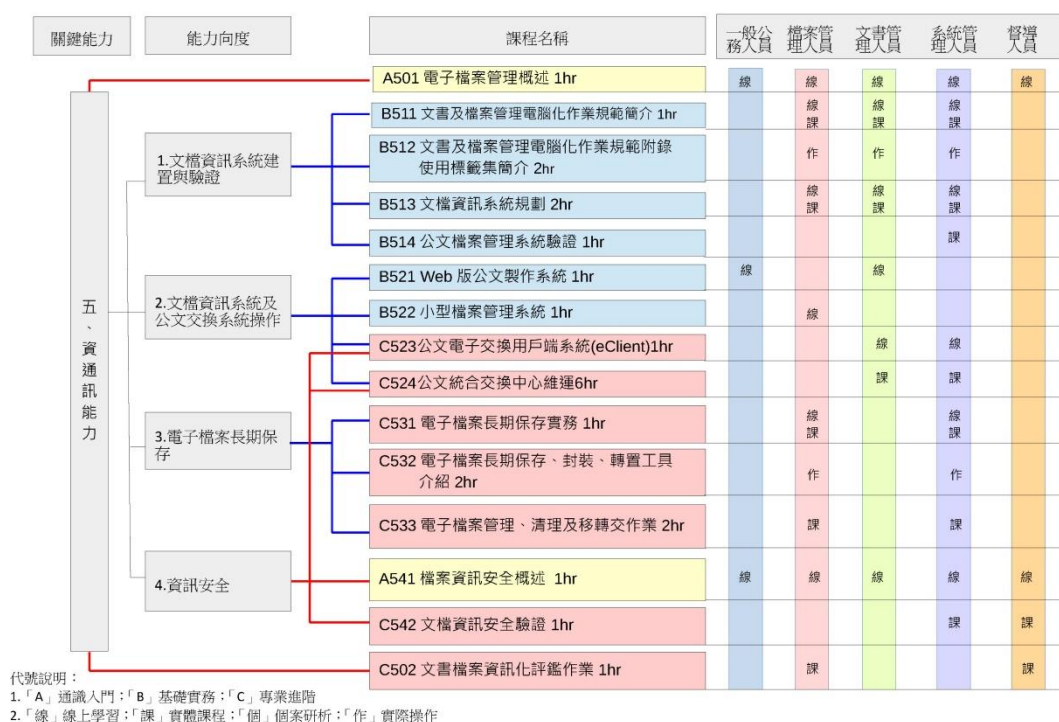 關鍵能力 能力向度 課程名稱 一般公務人員 檔案管理人員 文書管理人員 系統管理人員 督導人員
五、資通訊能力
A501 電子檔案管理概述 1hr 線 線 線 線 線
1.文檔資訊系統建置與驗證
B511 文書及檔案管理電腦化作業規範簡介 1hr 線課 線課 線課
B512 文書及檔案管理電腦化作業規範附錄
使用標籤集簡介 2hr 作 作 作
B513 文檔資訊系統規劃 2hr 線課 線課 線課
B514 公文檔案管理系統驗證 1hr 課
2.文檔資訊系統及公文交換系統操作
B521 Web 版公文製作系統 1hr 線 線
B522 小型檔案管理系統 1hr 線
C523公文電子交換用戶端系統(eClient)1hr 線 線
C524公文統合交換中心維運6hr 課 課
3.電子檔案長期保存
C531 電子檔案長期保存實務 1hr 線課 線課
C532 電子檔案長期保存、封裝、轉置工具
介紹 2hr 作 作
C533 電子檔案管理、清理及移轉交作業 2hr 課 課
4.資訊安全
A541 檔案資訊安全概述 1hr 線 線 線 線 線
C542 文檔資訊安全驗證 1hr 課 課
C502 文書檔案資訊化評鑑作業 1hr 課 課
代號說明：
1.「A」通識入門；「B」基礎實務；「C」專業進階
2.「線」線上學習；「課」實體課程；「個」個案研析；「作」實際操作